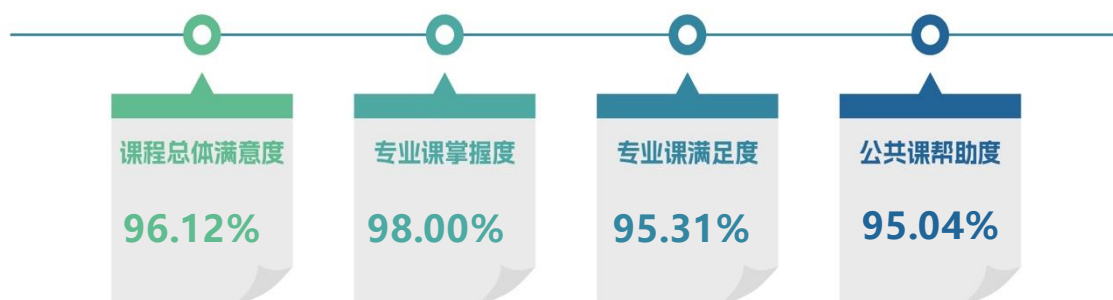 课程总体满意度
96.12%
专业课掌握度
98.00%
专业课满足度
95.31%
公共课帮助度
95.04%